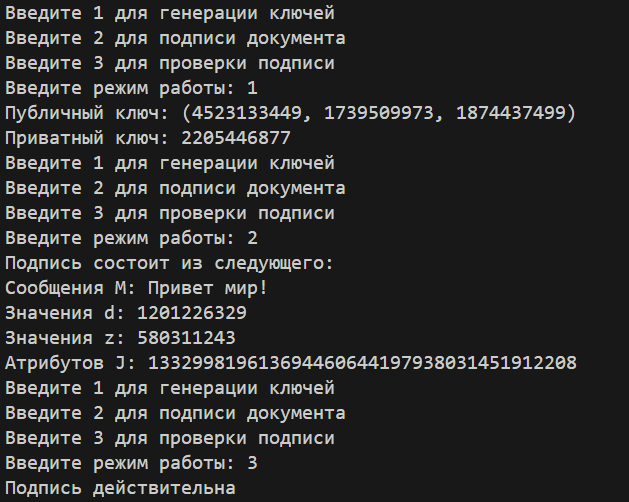 Введите 1 для генерации ключей
Введите 2 для подписи документа
Введите 3 для проверки подписи
Введите режим работы: 1
Публичный ключ: (4523133449, 1739509973, 1874437499)
Приватный ключ: 2205446877
Введите 1 для генерации ключей
Введите 2 для подписи документа
Введите 3 для проверки подписи
Введите режим работы: 2
Подпись состоит из следующего:
Сообщения M: Привет мир!
Значения d: 1201226329
Значения z: 580311243
Атрибутов J: 133299819613694460644197938031451912208
Введите 1 для генерации ключей
Введите 2 для подписи документа
Введите 3 для проверки подписи
Введите режим работы: 3
Подпись действительна